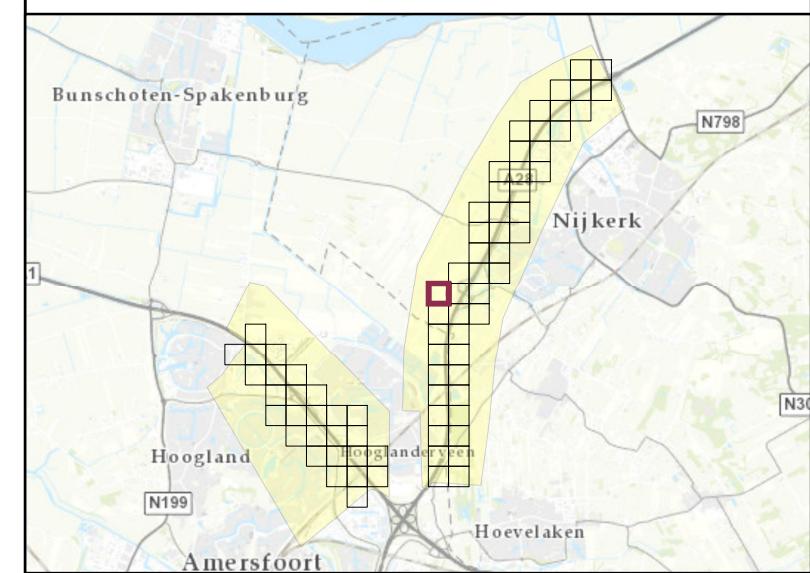 Bunschoten-Spakenburg
N798
A28
Nijkerk
1
N30
Hooglanderveen
Hoogland
N199
Hoevelaken
Amersfoort